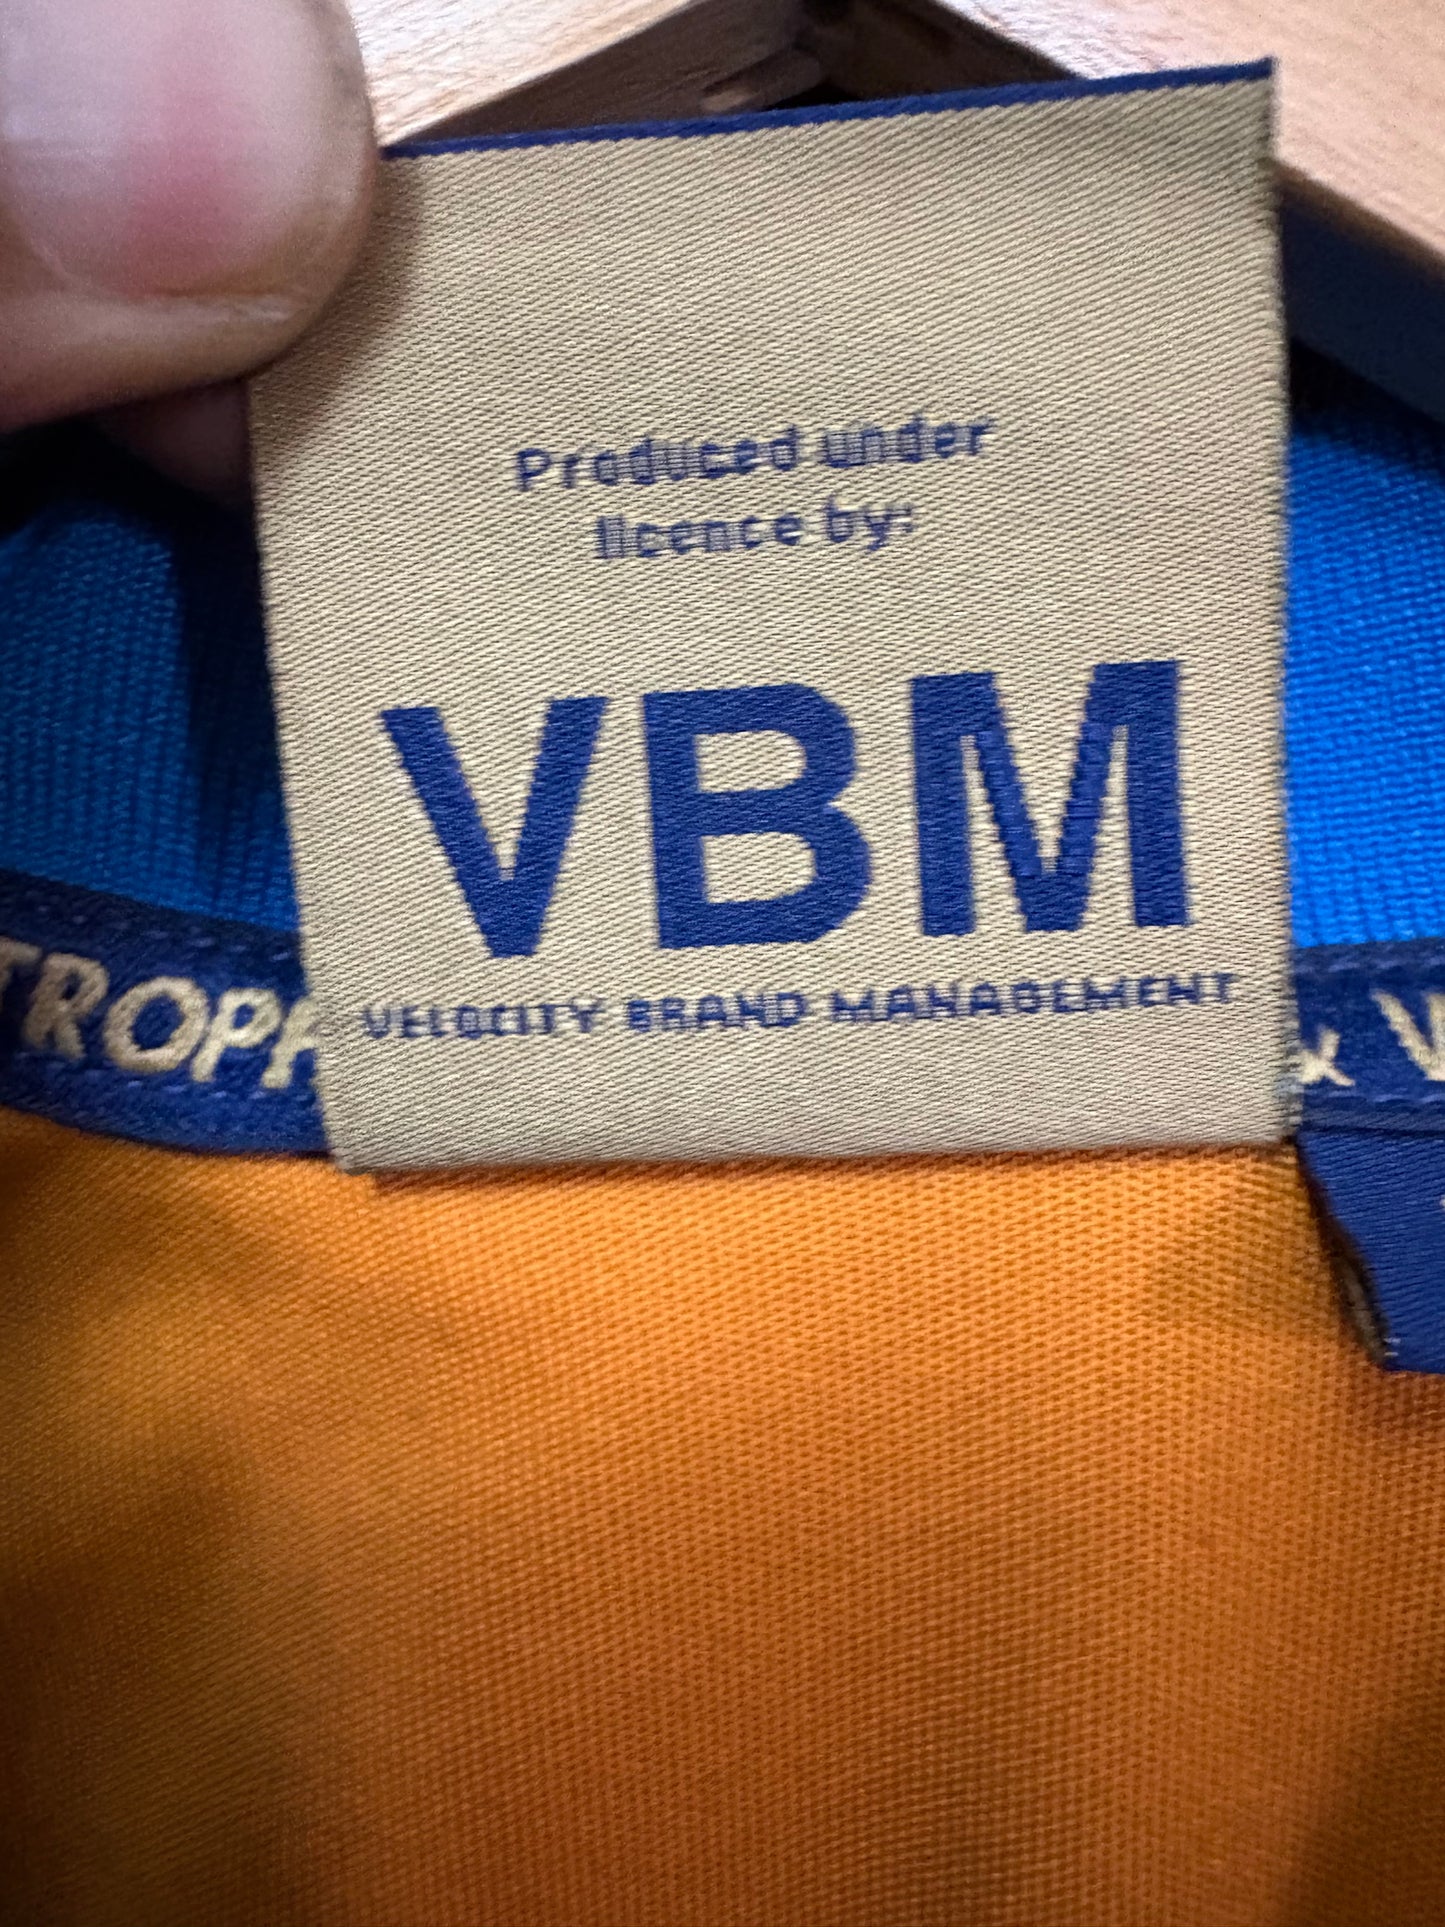 Produced under
licence by:
VBM
VELOCITY BRAND MANAGEMENT